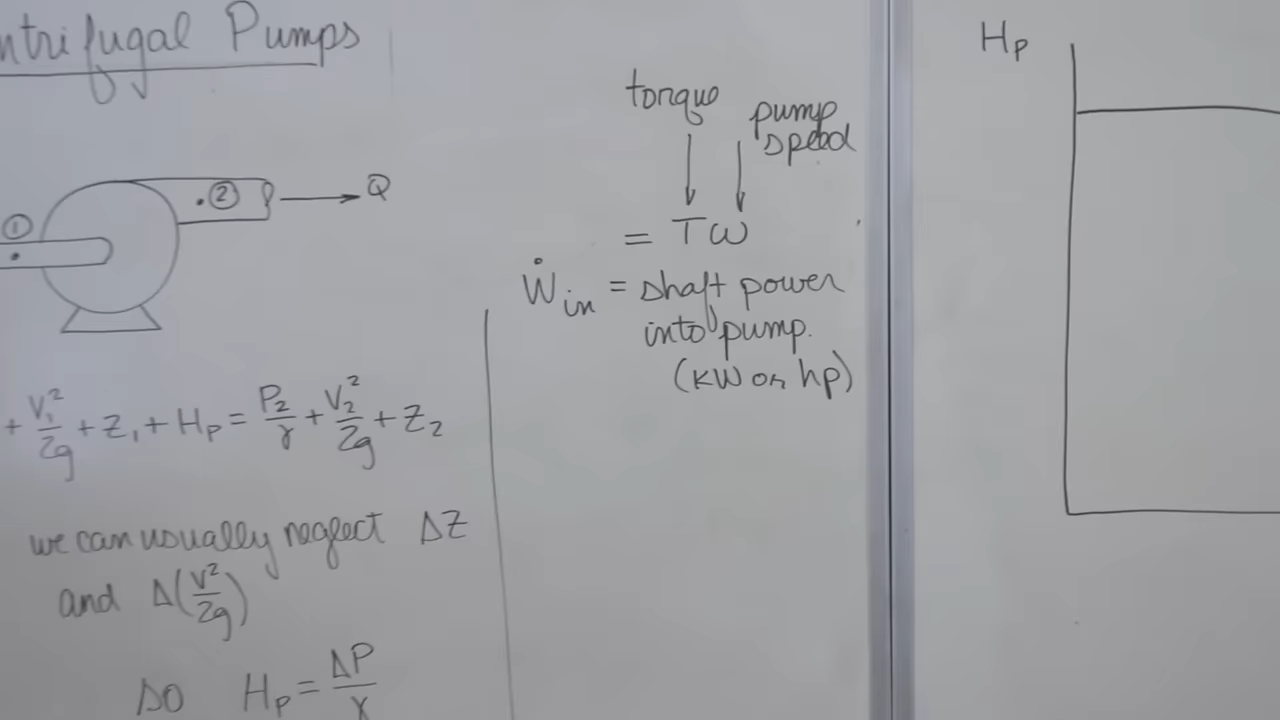 ntrifugal Pumps
① ② Q
+ V₁²/2g + Z₁ + Hp = P₂/γ + V₂²/2g + Z₂
we can usually neglect ΔZ
and Δ(V²/2g)
so Hp = ΔP/γ
torque
pump
speed
= Tω
Ẇin = shaft power
into pump.
(kW or hp)
Hp